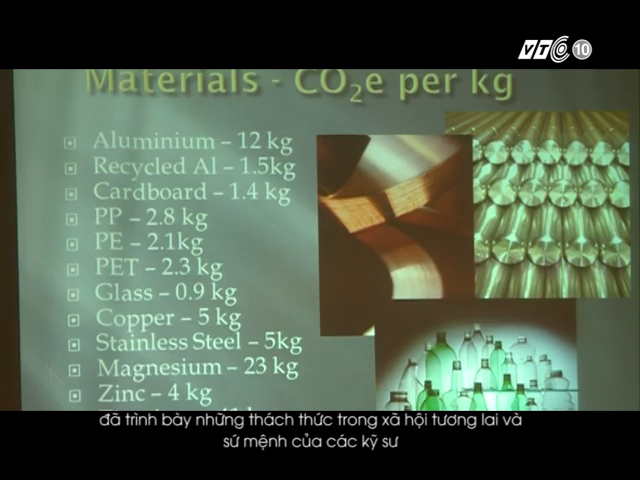 VTC 10
Materials - CO2e per kg
Aluminium – 12 kg
Recycled Al – 1.5kg
Cardboard – 1.4 kg
PP – 2.8 kg
PE – 2.1kg
PET – 2.3 kg
Glass – 0.9 kg
Copper – 5 kg
Stainless Steel – 5kg
Magnesium – 23 kg
Zinc – 4 kg
đã trình bày những thách thức trong xã hội tương lai và
sứ mệnh của các kỹ sư